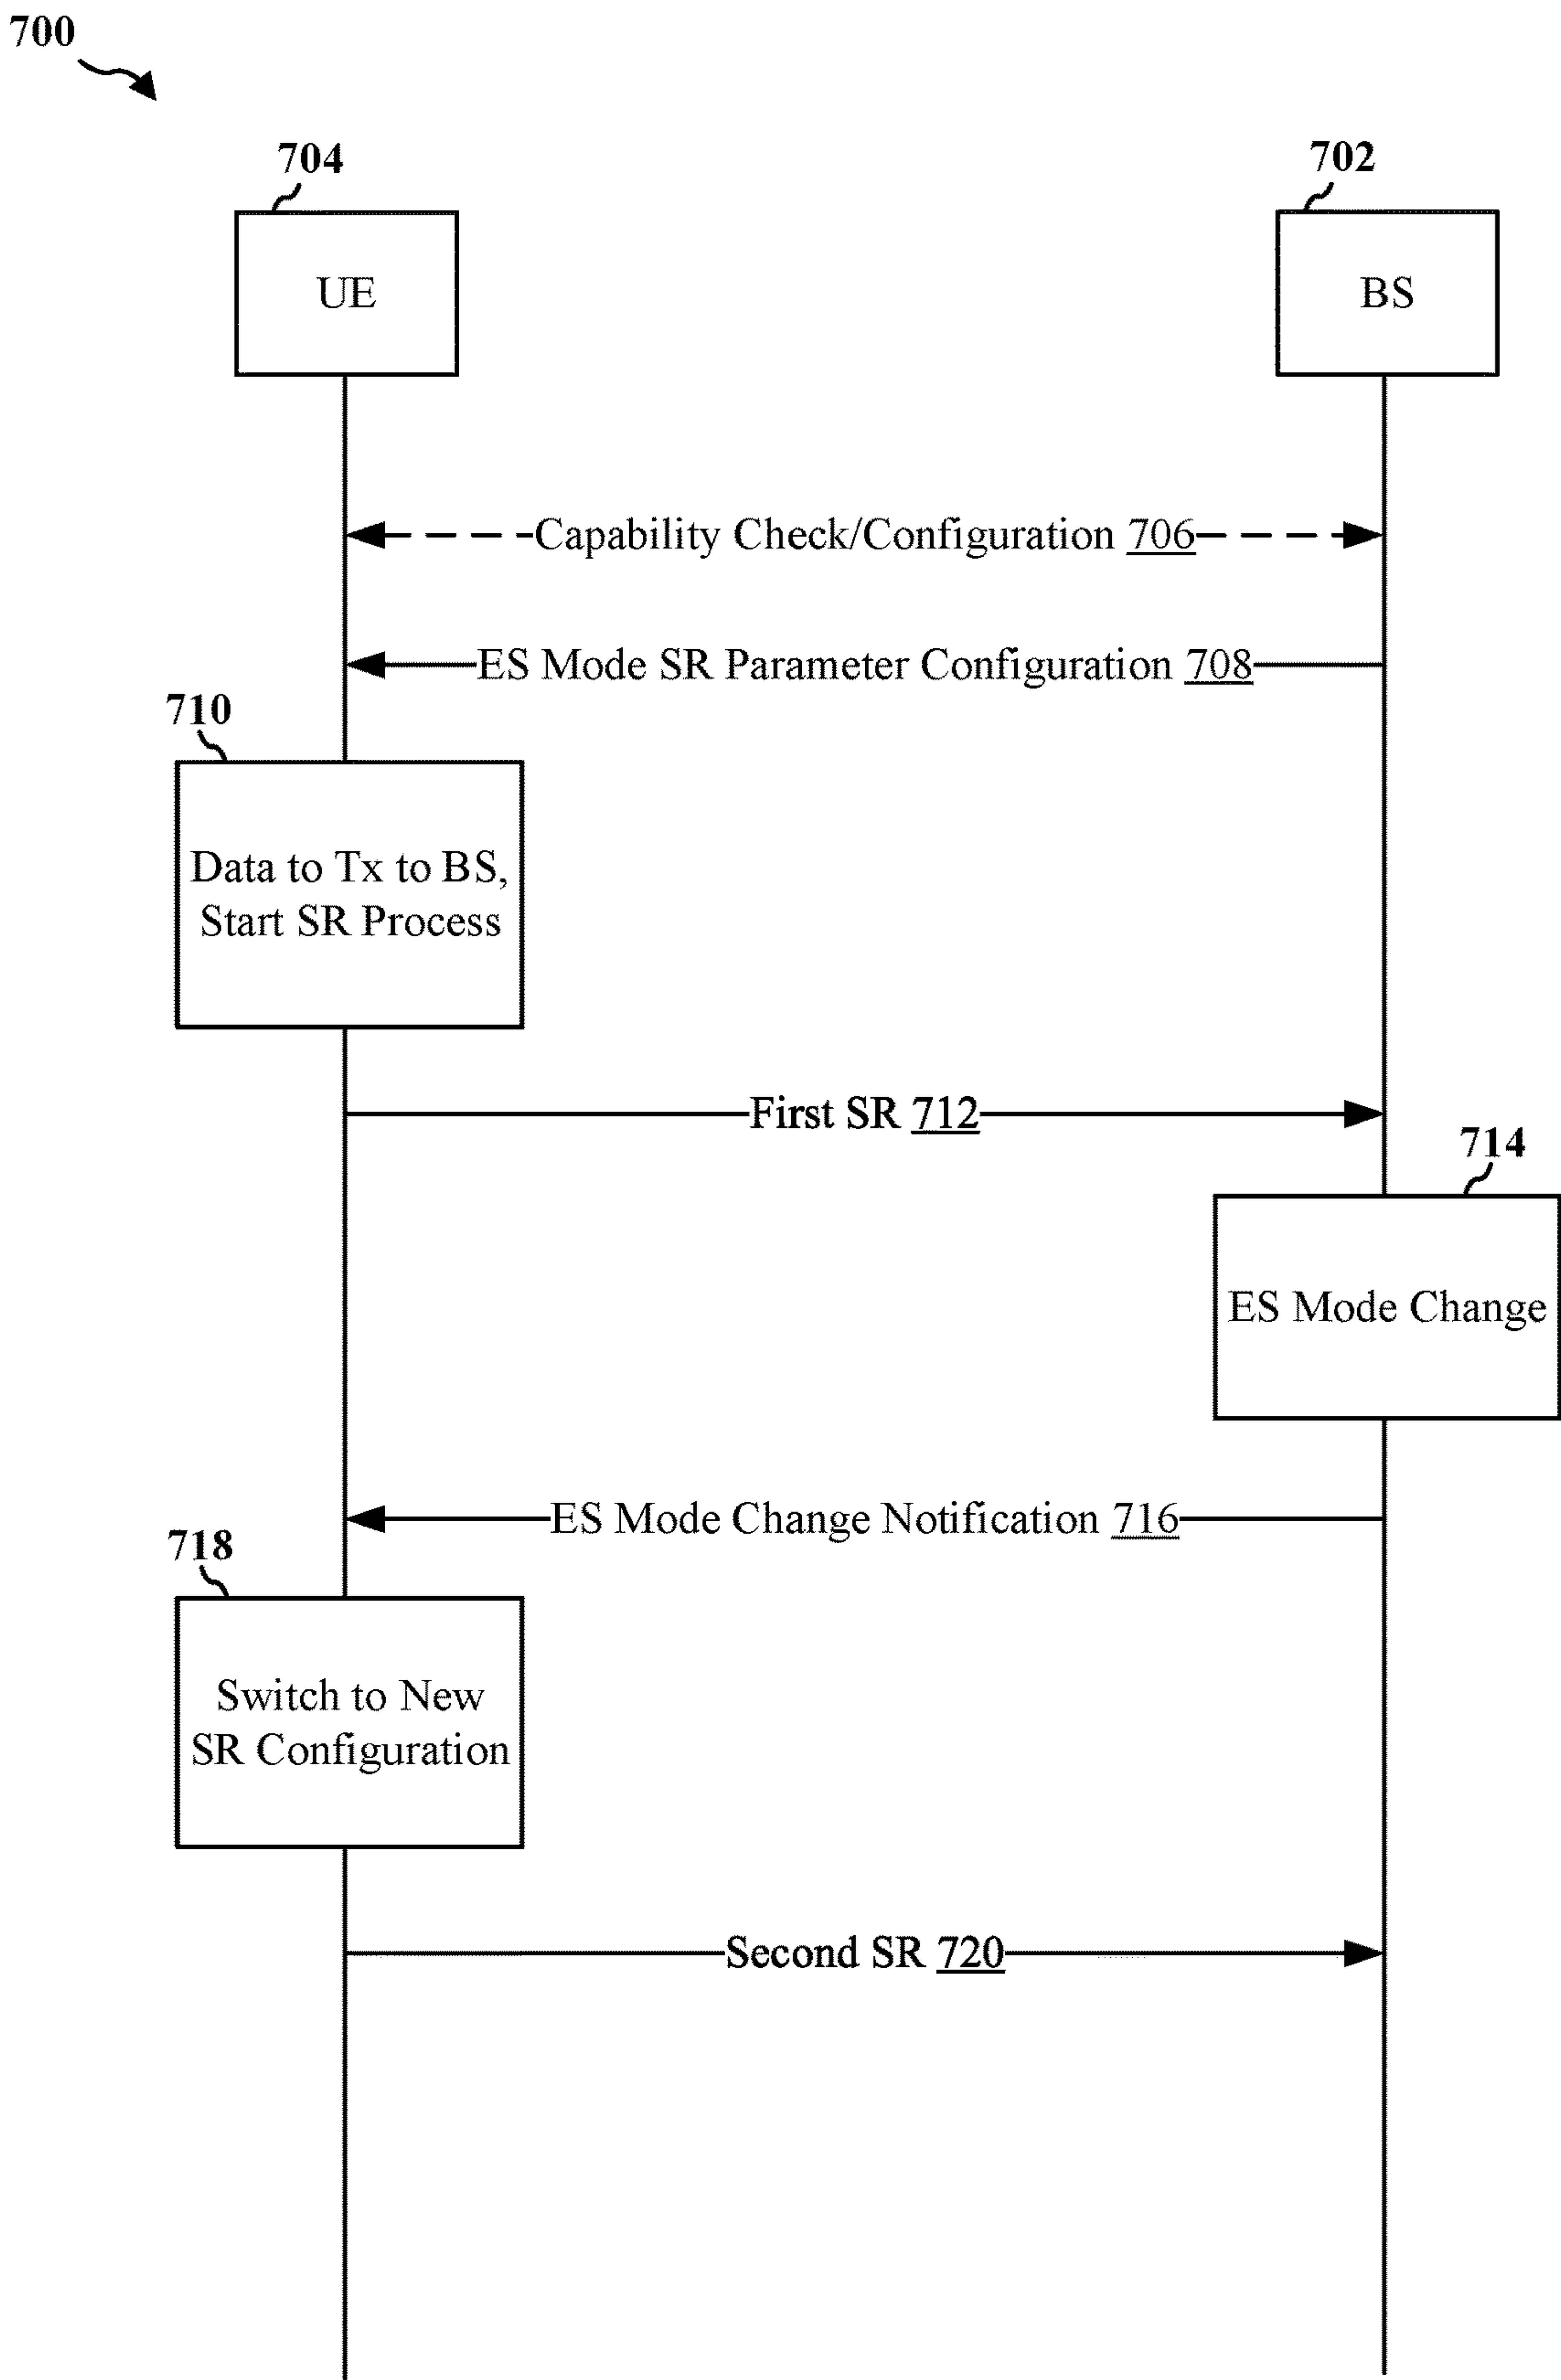 700
704
702
UE
BS
Capability Check/Configuration 706
ES Mode SR Parameter Configuration 708
710
Data to Tx to BS,
Start SR Process
First SR 712
714
ES Mode Change
ES Mode Change Notification 716
718
Switch to New
SR Configuration
Second SR 720